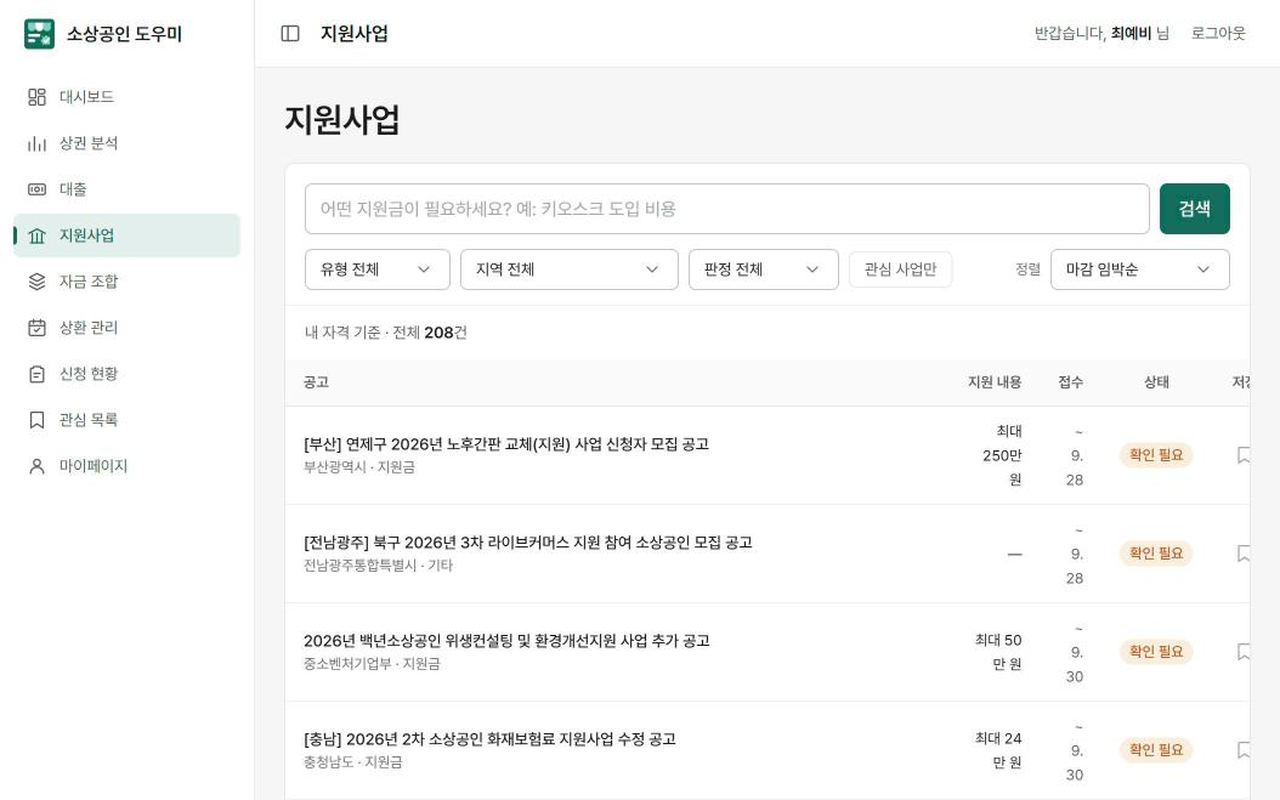 소상공인 도우미
지원사업
반갑습니다, 최예비 님
로그아웃
대시보드
상권 분석
대출
지원사업
자금 조합
상환 관리
신청 현황
관심 목록
마이페이지
지원사업
어떤 지원금이 필요하세요? 예: 키오스크 도입 비용
검색
유형 전체
지역 전체
판정 전체
관심 사업만
정렬
마감 임박순
내 자격 기준 · 전체 208건
공고
지원 내용
접수
상태
[부산] 연제구 2026년 노후간판 교체(지원) 사업 신청자 모집 공고
부산광역시 · 지원금
최대
250만
원
~
9.
28
확인 필요
[전남광주] 북구 2026년 3차 라이브커머스 지원 참여 소상공인 모집 공고
전남광주통합특별시 · 기타
—
~
9.
28
확인 필요
2026년 백년소상공인 위생컨설팅 및 환경개선지원 사업 추가 공고
중소벤처기업부 · 지원금
최대 50
만 원
~
9.
30
확인 필요
[충남] 2026년 2차 소상공인 화재보험료 지원사업 수정 공고
충청남도 · 지원금
최대 24
만 원
~
9.
30
확인 필요